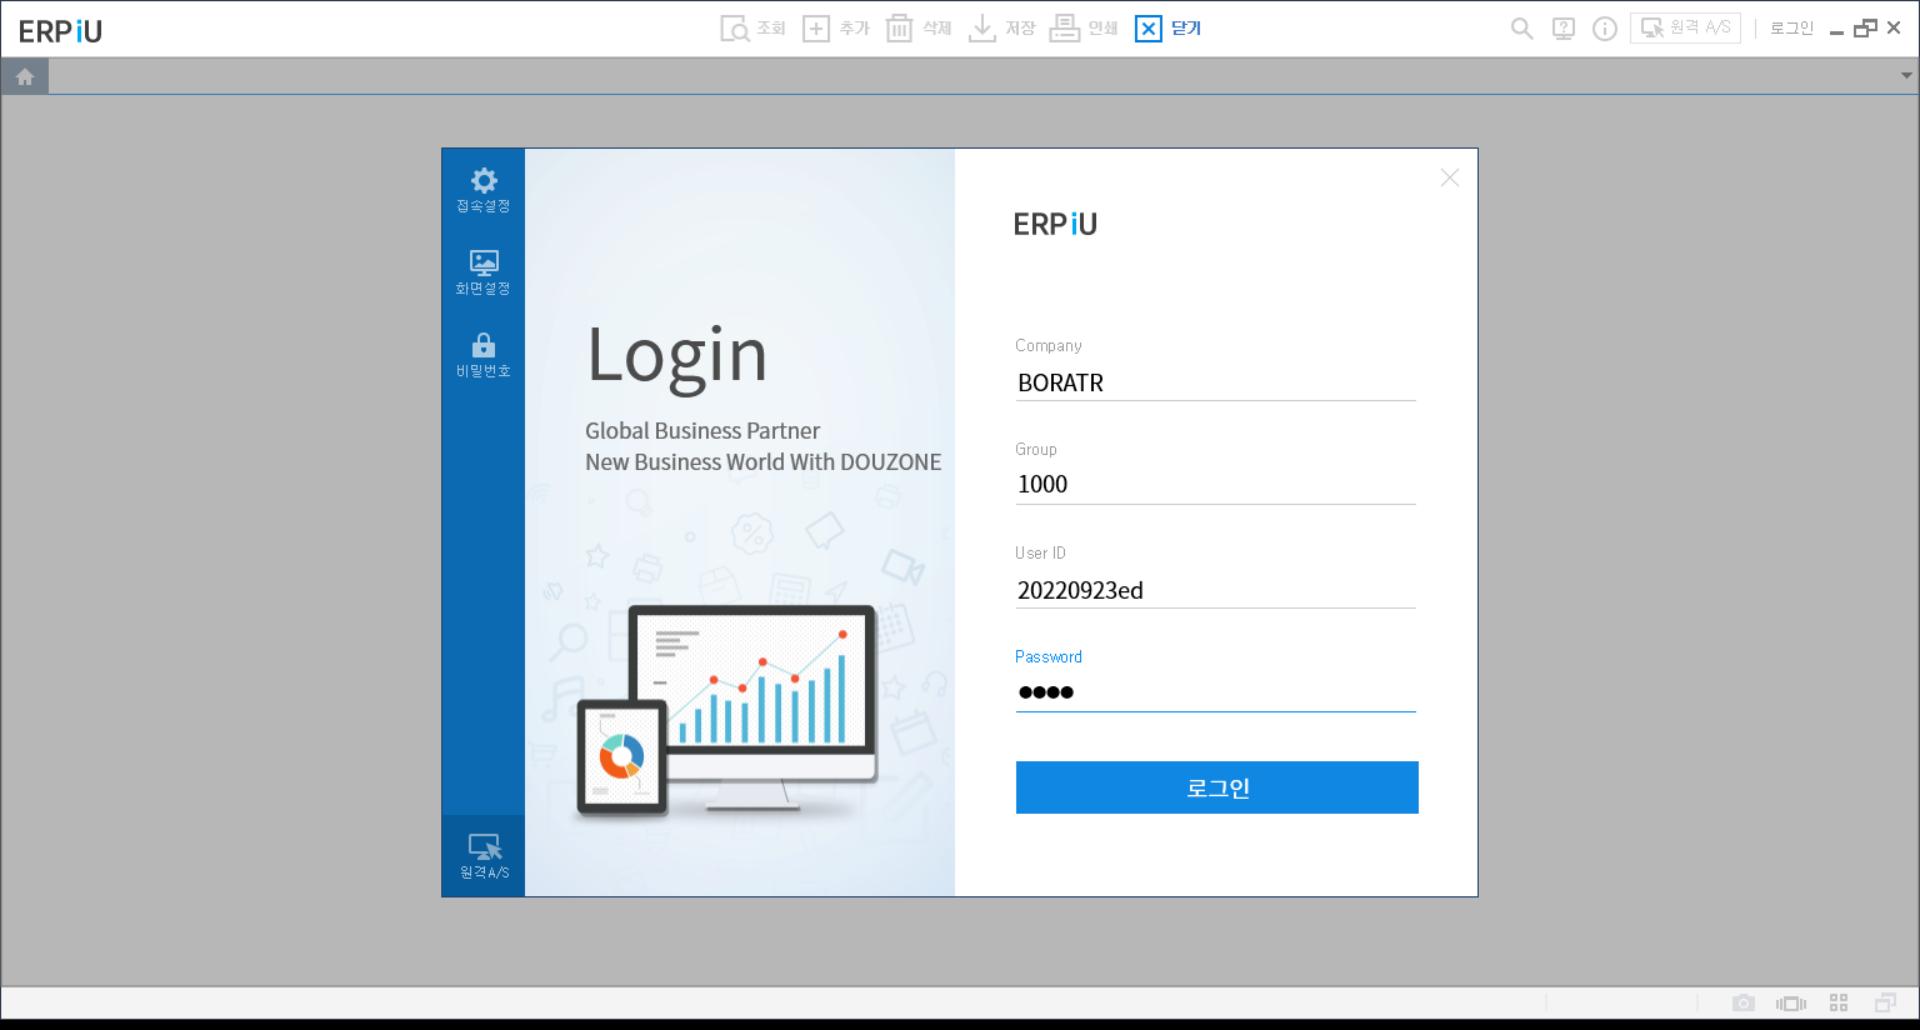 ERPiU
조회 추가 삭제 저장 인쇄 닫기
원격 A/S 로그인
접속설정
화면설정
비밀번호
원격A/S
Login
Global Business Partner
New Business World With DOUZONE
ERPiU
Company
BORATR
Group
1000
User ID
20220923ed
Password
●●●●
로그인